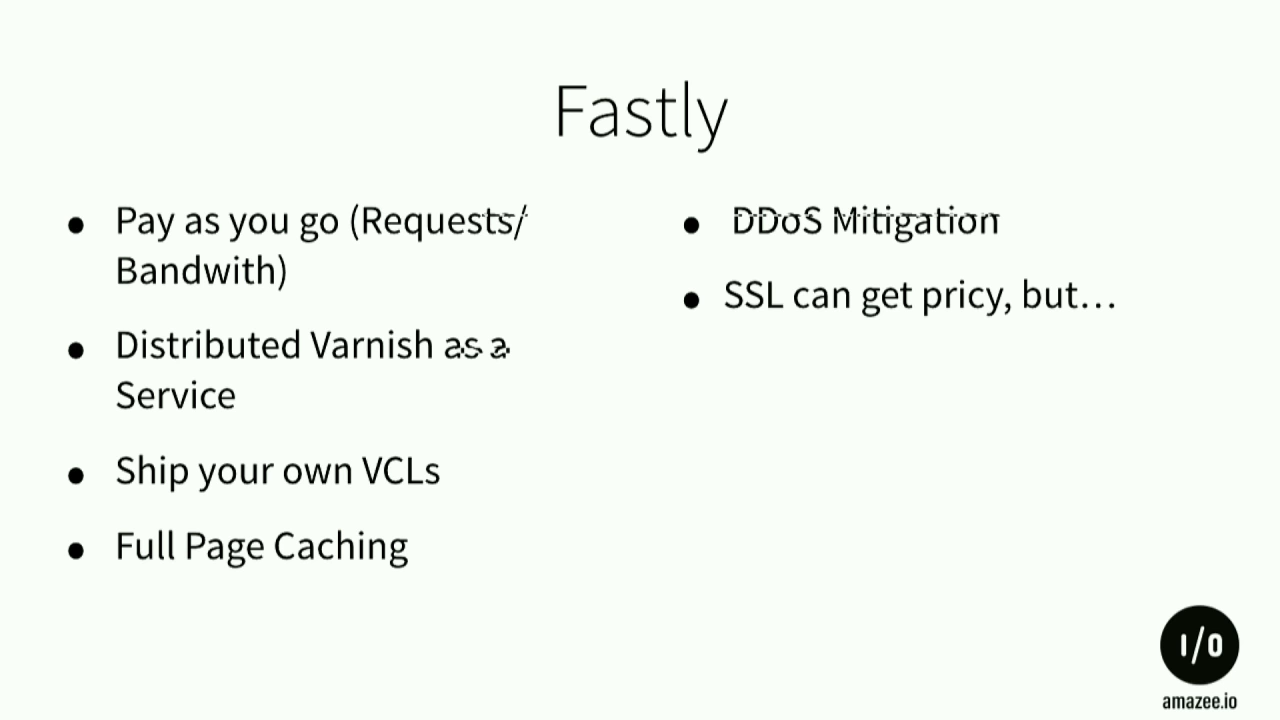 Fastly
• Pay as you go (Requests/
Bandwith)
• Distributed Varnish as a
Service
• Ship your own VCLs
• Full Page Caching
• DDoS Mitigation
• SSL can get pricy, but…
I/O
amazee.io